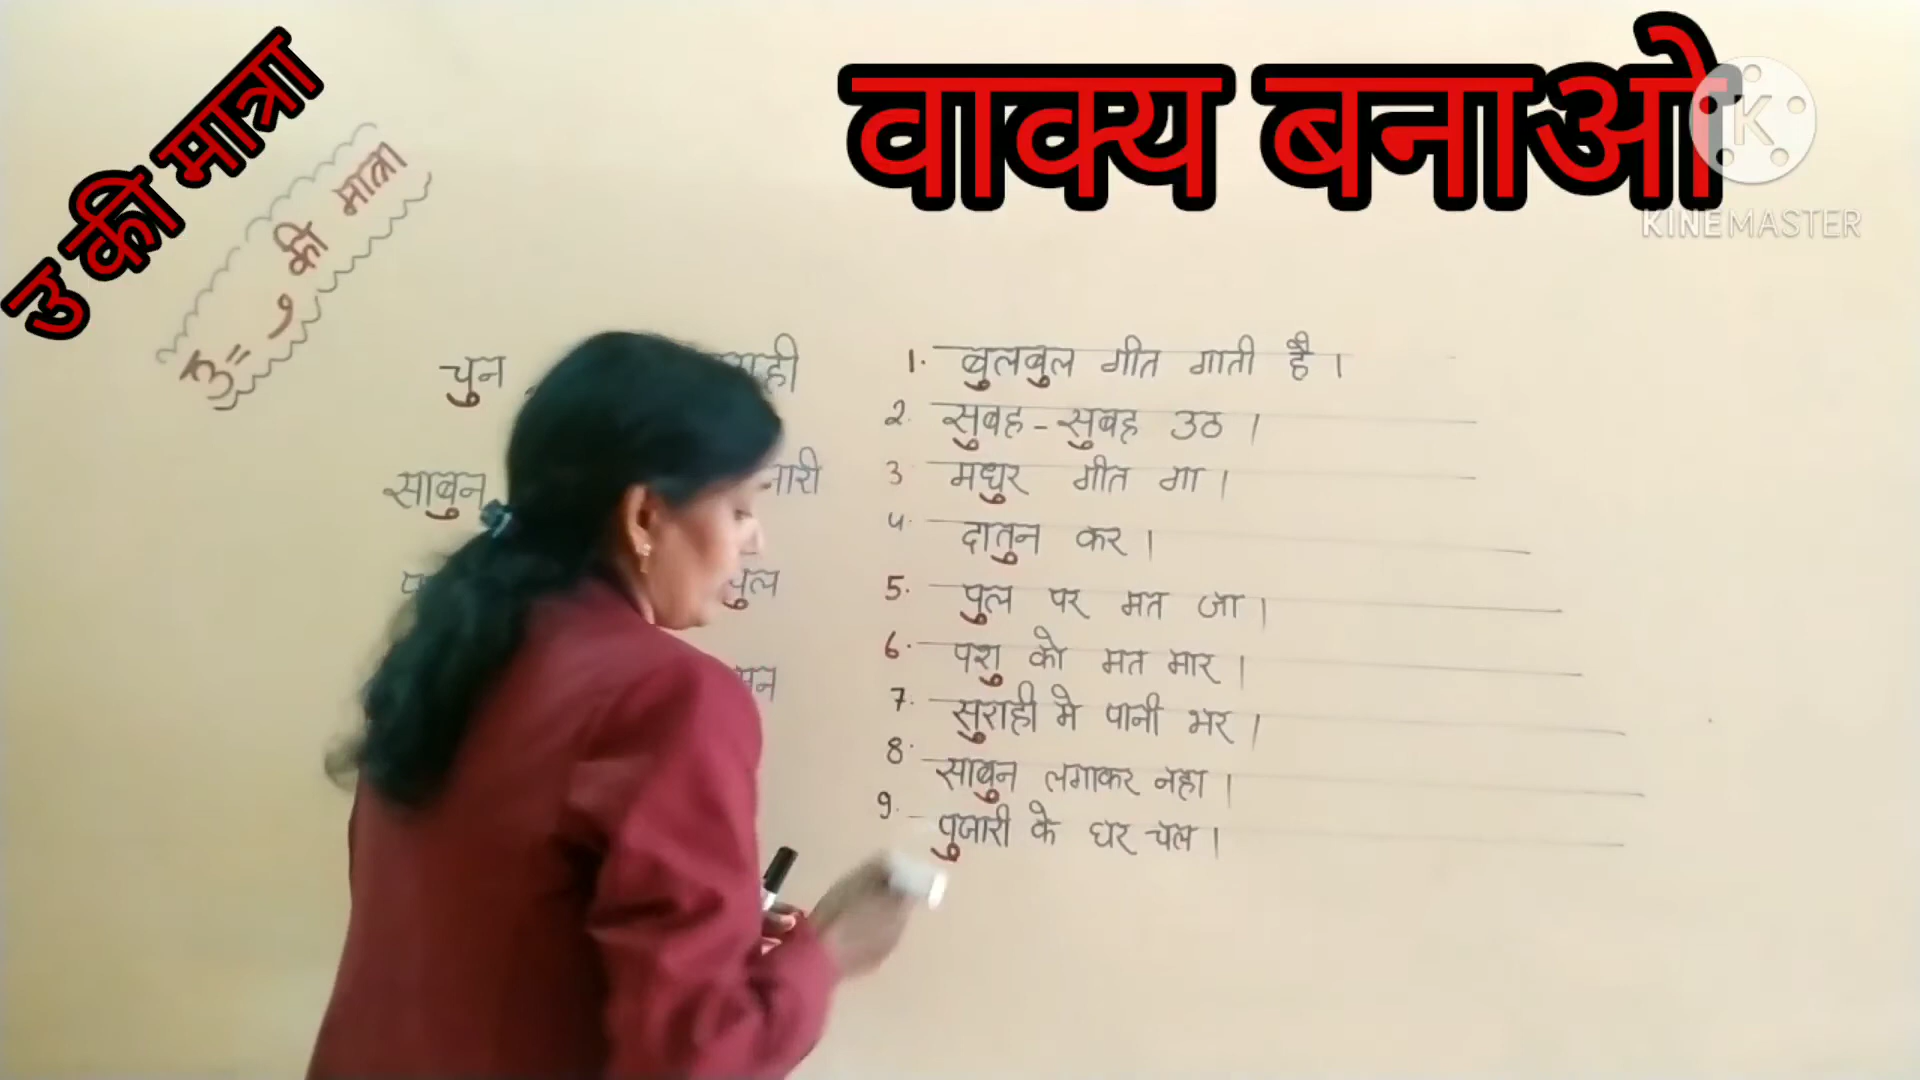 उ की मात्रा
वाक्य बनाओ
KINEMASTER
उ = ु की मात्रा
चुन
साबुन
1. बुलबुल गीत गाती है।
2. सुबह - सुबह उठ।
3 मधुर गीत गा।
4. दातुन कर।
5. पुल पर मत जा।
6. पशु को मत मार।
7. सुराही मे पानी भर।
8. साबुन लगाकर नहा।
9. पुजारी के घर चल।